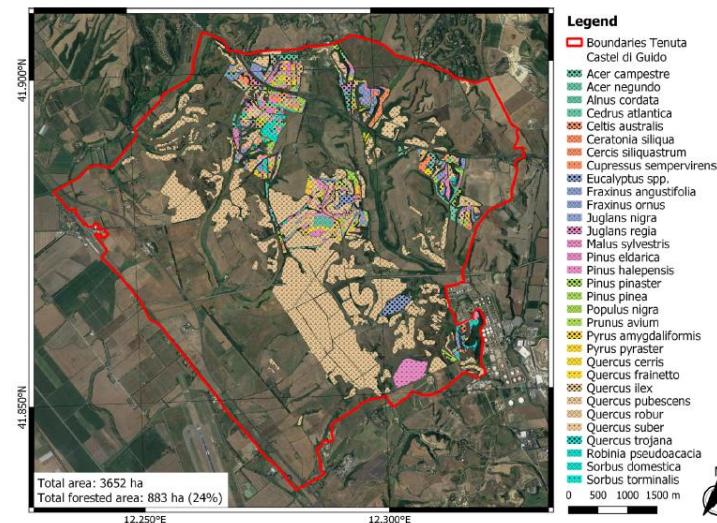 41.900°N
41.850°N
12.250°E
12.300°E
Total area: 3652 ha
Total forested area: 883 ha (24%)
Legend
Boundaries Tenuta
Castel di Guido
Acer campestre
Acer negundo
Alnus cordata
Cedrus atlantica
Celtis australis
Ceratonia siliqua
Cercis siliquastrum
Cupressus sempervirens
Eucalyptus spp.
Fraxinus angustifolia
Fraxinus ornus
Juglans nigra
Juglans regia
Malus sylvestris
Pinus eldarica
Pinus halepensis
Pinus pinaster
Pinus pinea
Populus nigra
Prunus avium
Pyrus amygdaliformis
Pyrus pyraster
Quercus cerris
Quercus frainetto
Quercus ilex
Quercus pubescens
Quercus robur
Quercus suber
Quercus trojana
Robinia pseudoacacia
Sorbus domestica
Sorbus torminalis
0 500 1000 1500 m
N